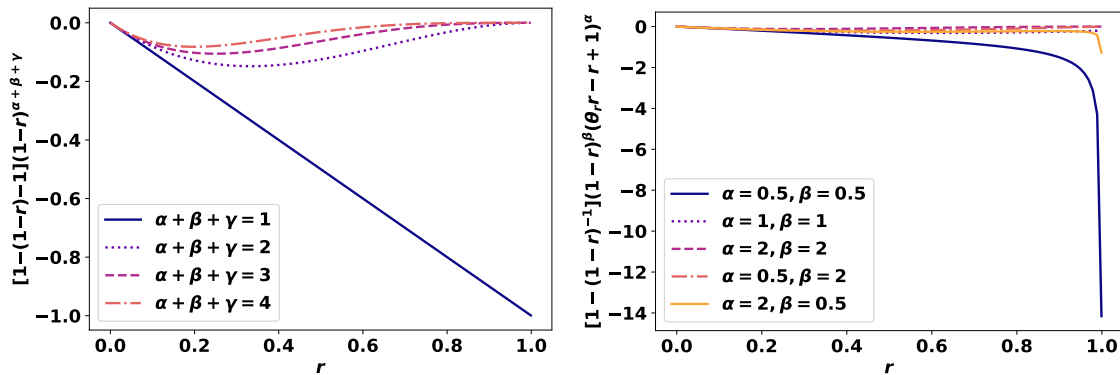 [1−(1−r)−1](1−r)^{α+β+γ}
0.0
−0.2
−0.4
−0.6
−0.8
−1.0
α+β+γ=1
α+β+γ=2
α+β+γ=3
α+β+γ=4
0.0 0.2 0.4 0.6 0.8 1.0
r
[1−(1−r)^{−1}](1−r)^β(θ_r r−r+1)^α
0
−2
−4
−6
−8
−10
−12
−14
α=0.5, β=0.5
α=1, β=1
α=2, β=2
α=0.5, β=2
α=2, β=0.5
0.0 0.2 0.4 0.6 0.8 1.0
r